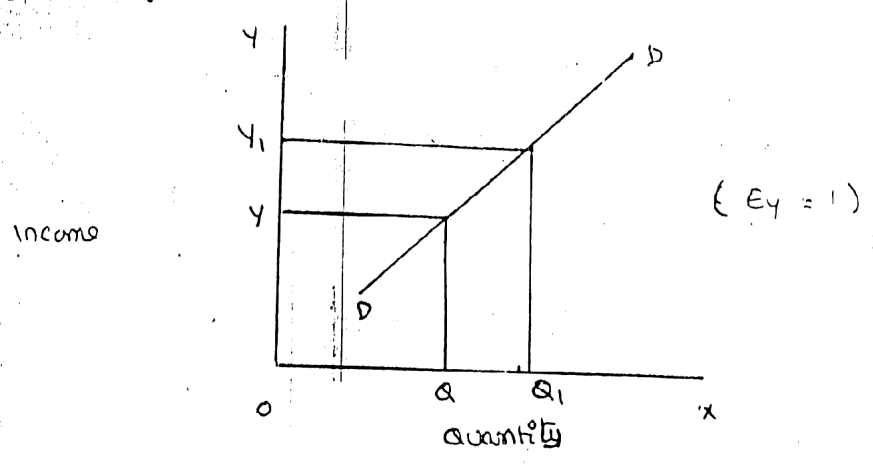 Y
D
Y1
( Ey = 1 )
Y
Income
D
O
Q
Q1
X
Quantity